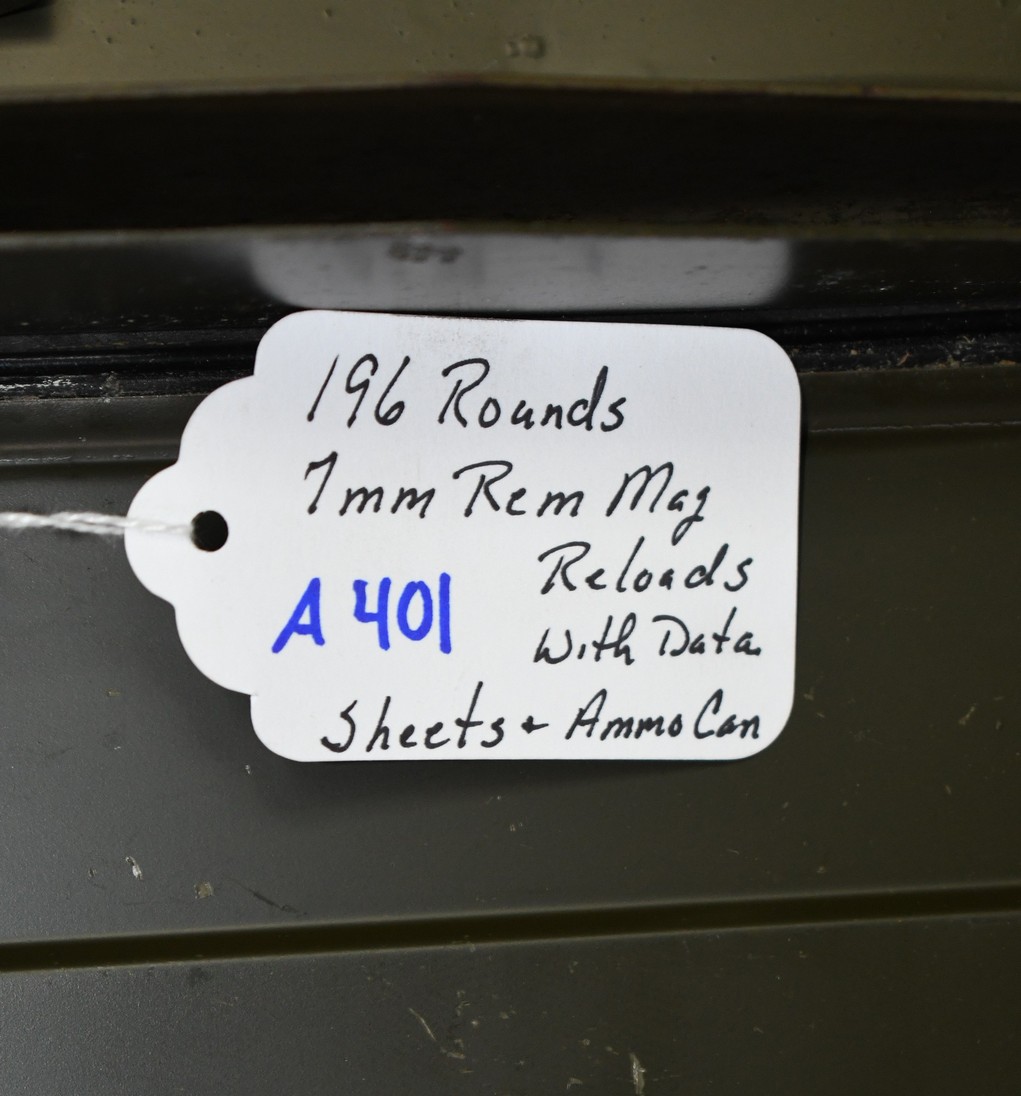 196 Rounds
7mm Rem Mag
Reloads
A 401
With Data
Sheets + Ammo Can